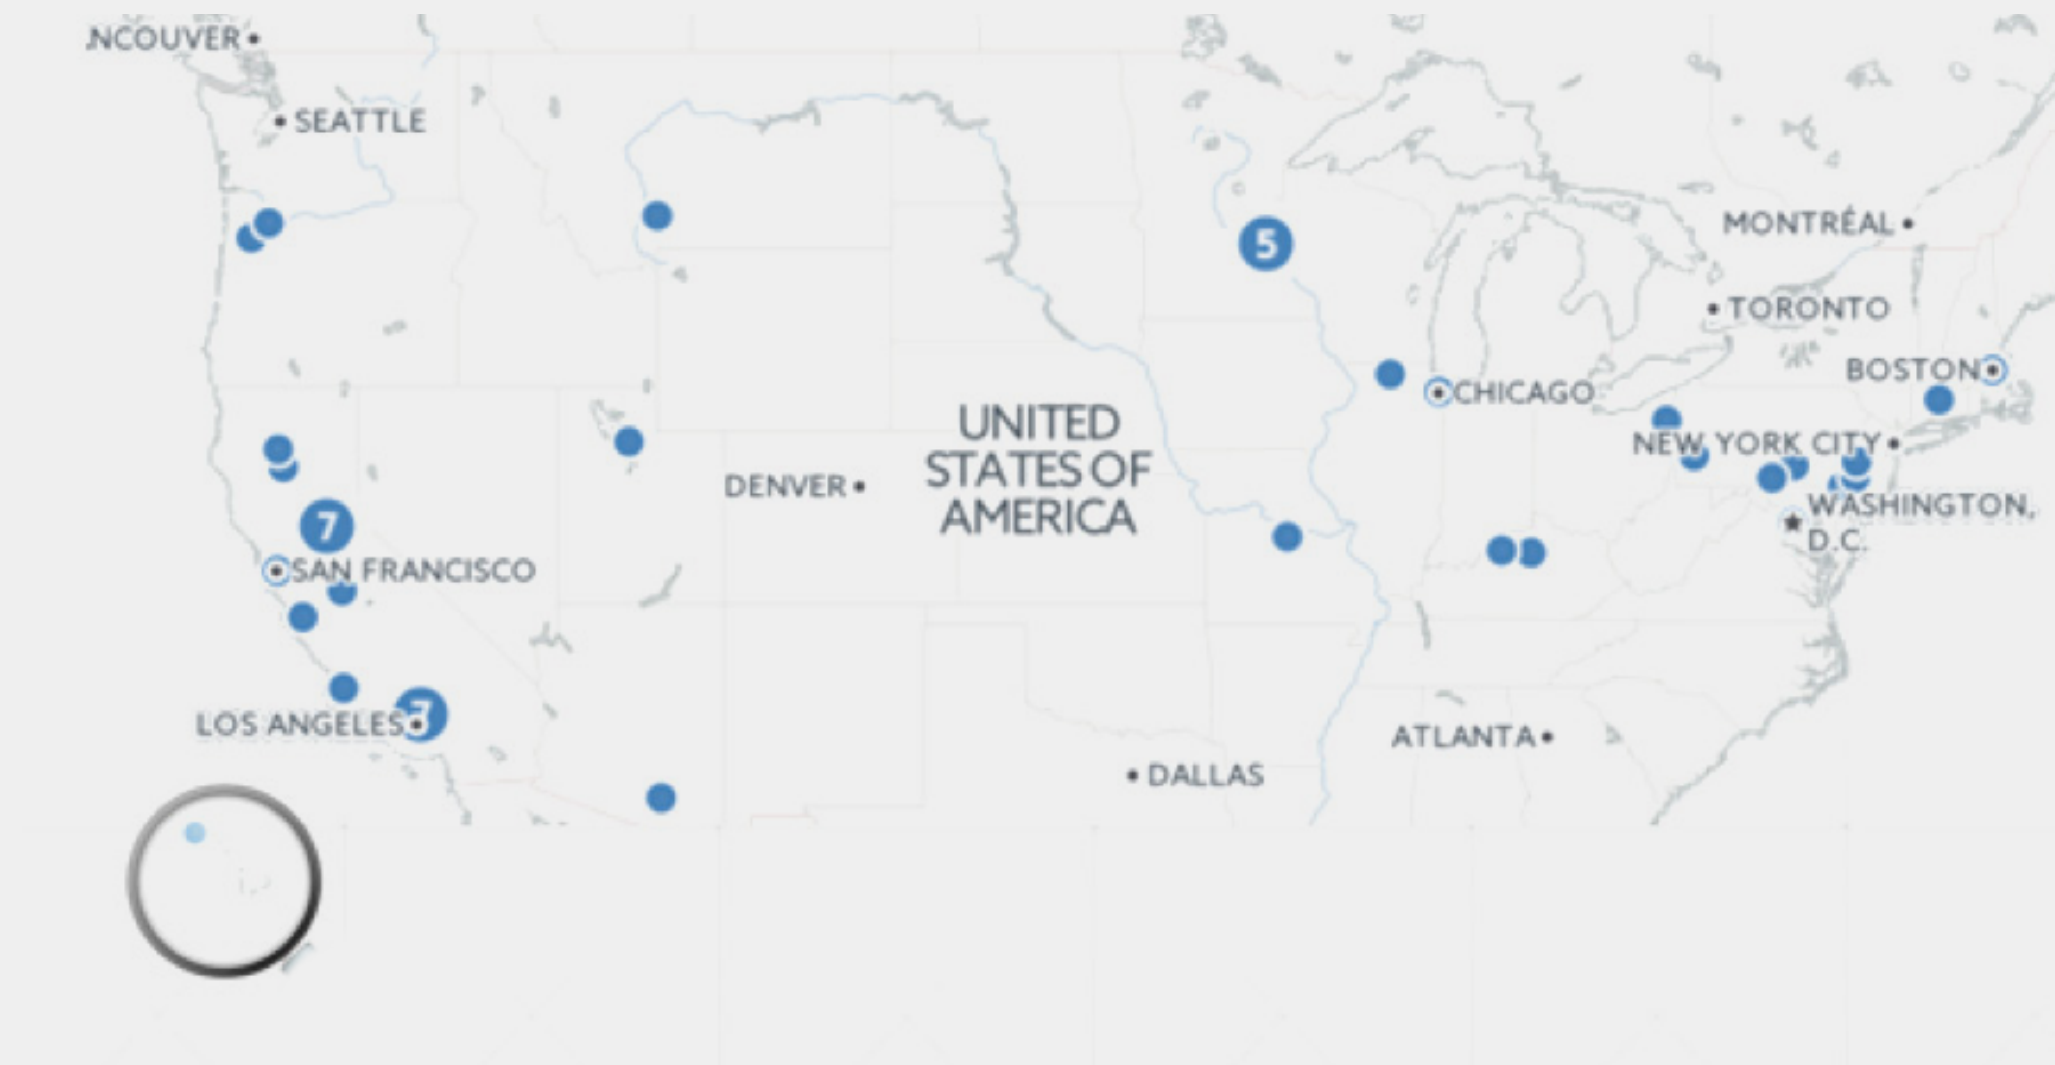 NCOUVER
SEATTLE
MONTRÉAL
5
TORONTO
BOSTON
CHICAGO
UNITED
STATES OF
AMERICA
NEW YORK CITY
DENVER
WASHINGTON,
D.C.
7
SAN FRANCISCO
LOS ANGELES
7
ATLANTA
DALLAS